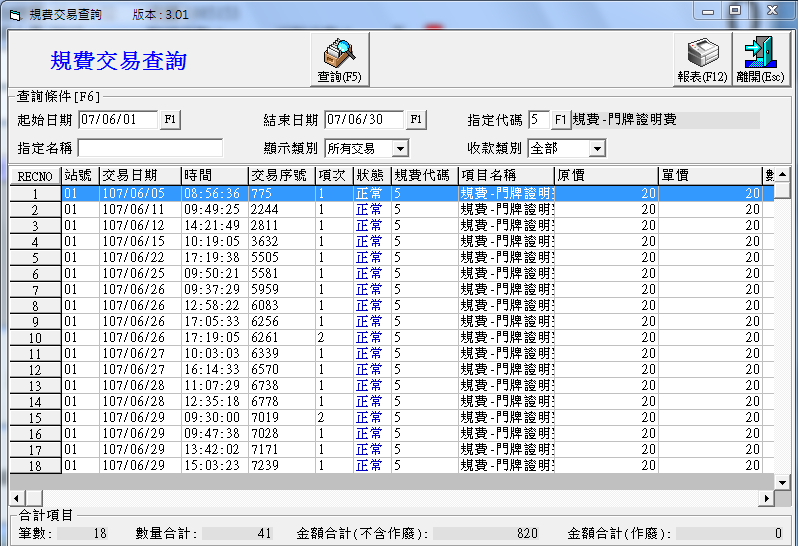 規費交易查詢 版本 : 3.01
規費交易查詢 查詢(F5) 報表(F12) 離開(Esc)
查詢條件[F6]
起始日期 07/06/01 F1 結束日期 07/06/30 F1 指定代碼 5 F1 規費-門牌證明費
指定名稱 顯示類別 所有交易 收款類別 全部
RECNO 站號 交易日期 時間 交易序號 項次 狀態 規費代碼 項目名稱 原價 單價
1 01 107/06/05 08:56:36 775 1 正常 5 規費-門牌證明 20 20
2 01 107/06/11 09:49:25 2244 1 正常 5 規費-門牌證明 20 20
3 01 107/06/12 14:21:49 2811 1 正常 5 規費-門牌證明 20 20
4 01 107/06/15 10:19:05 3632 1 正常 5 規費-門牌證明 20 20
5 01 107/06/22 17:19:38 5505 1 正常 5 規費-門牌證明 20 20
6 01 107/06/25 09:50:21 5581 1 正常 5 規費-門牌證明 20 20
7 01 107/06/26 09:37:29 5959 1 正常 5 規費-門牌證明 20 20
8 01 107/06/26 12:58:22 6083 1 正常 5 規費-門牌證明 20 20
9 01 107/06/26 17:05:33 6256 1 正常 5 規費-門牌證明 20 20
10 01 107/06/26 17:19:05 6261 2 正常 5 規費-門牌證明 20 20
11 01 107/06/27 10:03:03 6339 1 正常 5 規費-門牌證明 20 20
12 01 107/06/27 16:14:33 6570 1 正常 5 規費-門牌證明 20 20
13 01 107/06/28 11:07:29 6738 1 正常 5 規費-門牌證明 20 20
14 01 107/06/28 12:35:18 6778 1 正常 5 規費-門牌證明 20 20
15 01 107/06/29 09:30:00 7019 2 正常 5 規費-門牌證明 20 20
16 01 107/06/29 09:47:38 7028 1 正常 5 規費-門牌證明 20 20
17 01 107/06/29 13:42:02 7171 1 正常 5 規費-門牌證明 20 20
18 01 107/06/29 15:03:23 7239 1 正常 5 規費-門牌證明 20 20
合計項目
筆數: 18 數量合計: 41 金額合計(不含作廢): 820 金額合計(作廢): 0